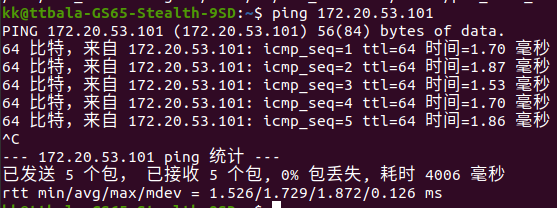 kk@ttbala-GS65-Stealth-9SD:~$ ping 172.20.53.101
PING 172.20.53.101 (172.20.53.101) 56(84) bytes of data.
64 比特，来自 172.20.53.101: icmp_seq=1 ttl=64 时间=1.70 毫秒
64 比特，来自 172.20.53.101: icmp_seq=2 ttl=64 时间=1.87 毫秒
64 比特，来自 172.20.53.101: icmp_seq=3 ttl=64 时间=1.53 毫秒
64 比特，来自 172.20.53.101: icmp_seq=4 ttl=64 时间=1.70 毫秒
64 比特，来自 172.20.53.101: icmp_seq=5 ttl=64 时间=1.86 毫秒
^C
--- 172.20.53.101 ping 统计 ---
已发送 5 个包， 已接收 5 个包,0% 包丢失，耗时 4006 毫秒
rtt min/avg/max/mdev = 1.526/1.729/1.872/0.126 ms
kk@ttbala-GS65-Stealth-9SD:~$